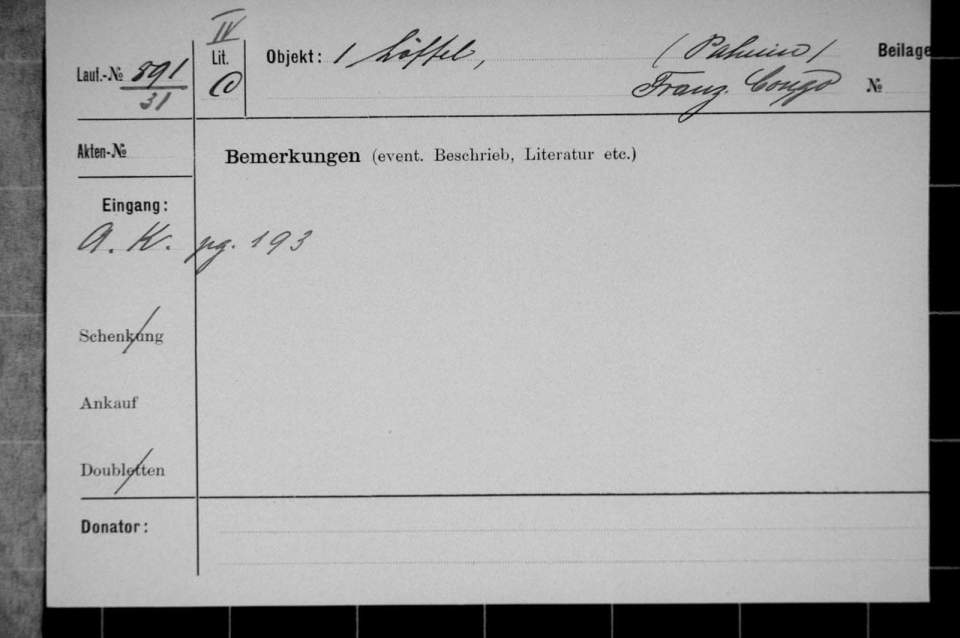 IV
Lauf.-№ 891/31 Lit. C Objekt: 1 Löffel, (Pahuin) Beilage
Franz. Congo №
Akten-№ Bemerkungen (event. Beschrieb, Literatur etc.)
Eingang:
A. K. pg. 193
Schenkung
Ankauf
Doubletten
Donator: